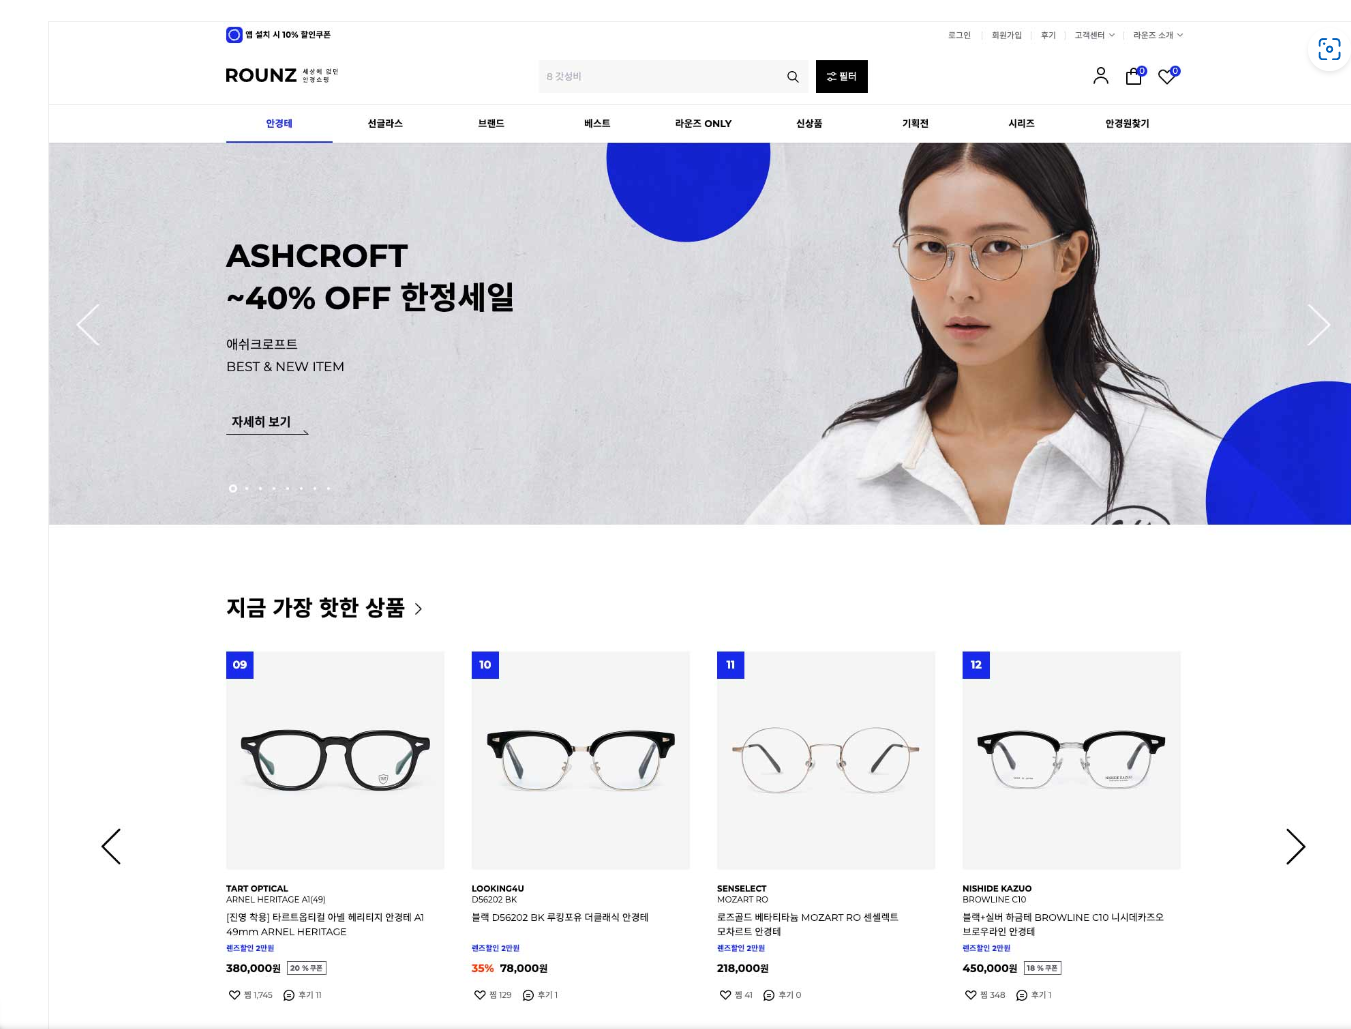 앱 설치 시 10% 할인쿠폰
로그인 회원가입 후기 고객센터 라운즈 소개
ROUNZ 세상에 없던 안경쇼핑
8 깃성비
필터
0 0
안경테 선글라스 브랜드 베스트 라운즈 ONLY 신상품 기획전 시리즈 안경원찾기
ASHCROFT
~40% OFF 한정세일
애쉬크로프트
BEST & NEW ITEM
자세히 보기
지금 가장 핫한 상품
09 10 11 12
TART OPTICAL
ARNEL HERITAGE A1(49)
[진영 착용] 타르트옵티컬 아넬 헤리티지 안경테 A1
49mm ARNEL HERITAGE
렌즈할인 2만원
380,000원 20 % 쿠폰
찜 1,745 후기 11
LOOKING4U
D56202 BK
블랙 D56202 BK 루킹포유 더클래식 안경테
렌즈할인 2만원
35% 78,000원
찜 129 후기 1
SENSELECT
MOZART RO
로즈골드 베타티타늄 MOZART RO 센셀렉트
모차르트 안경테
렌즈할인 2만원
218,000원
찜 41 후기 0
NISHIDE KAZUO
BROWLINE C10
블랙+실버 하금테 BROWLINE C10 니시데카즈오
브로우라인 안경테
렌즈할인 2만원
450,000원 18 % 쿠폰
찜 348 후기 1